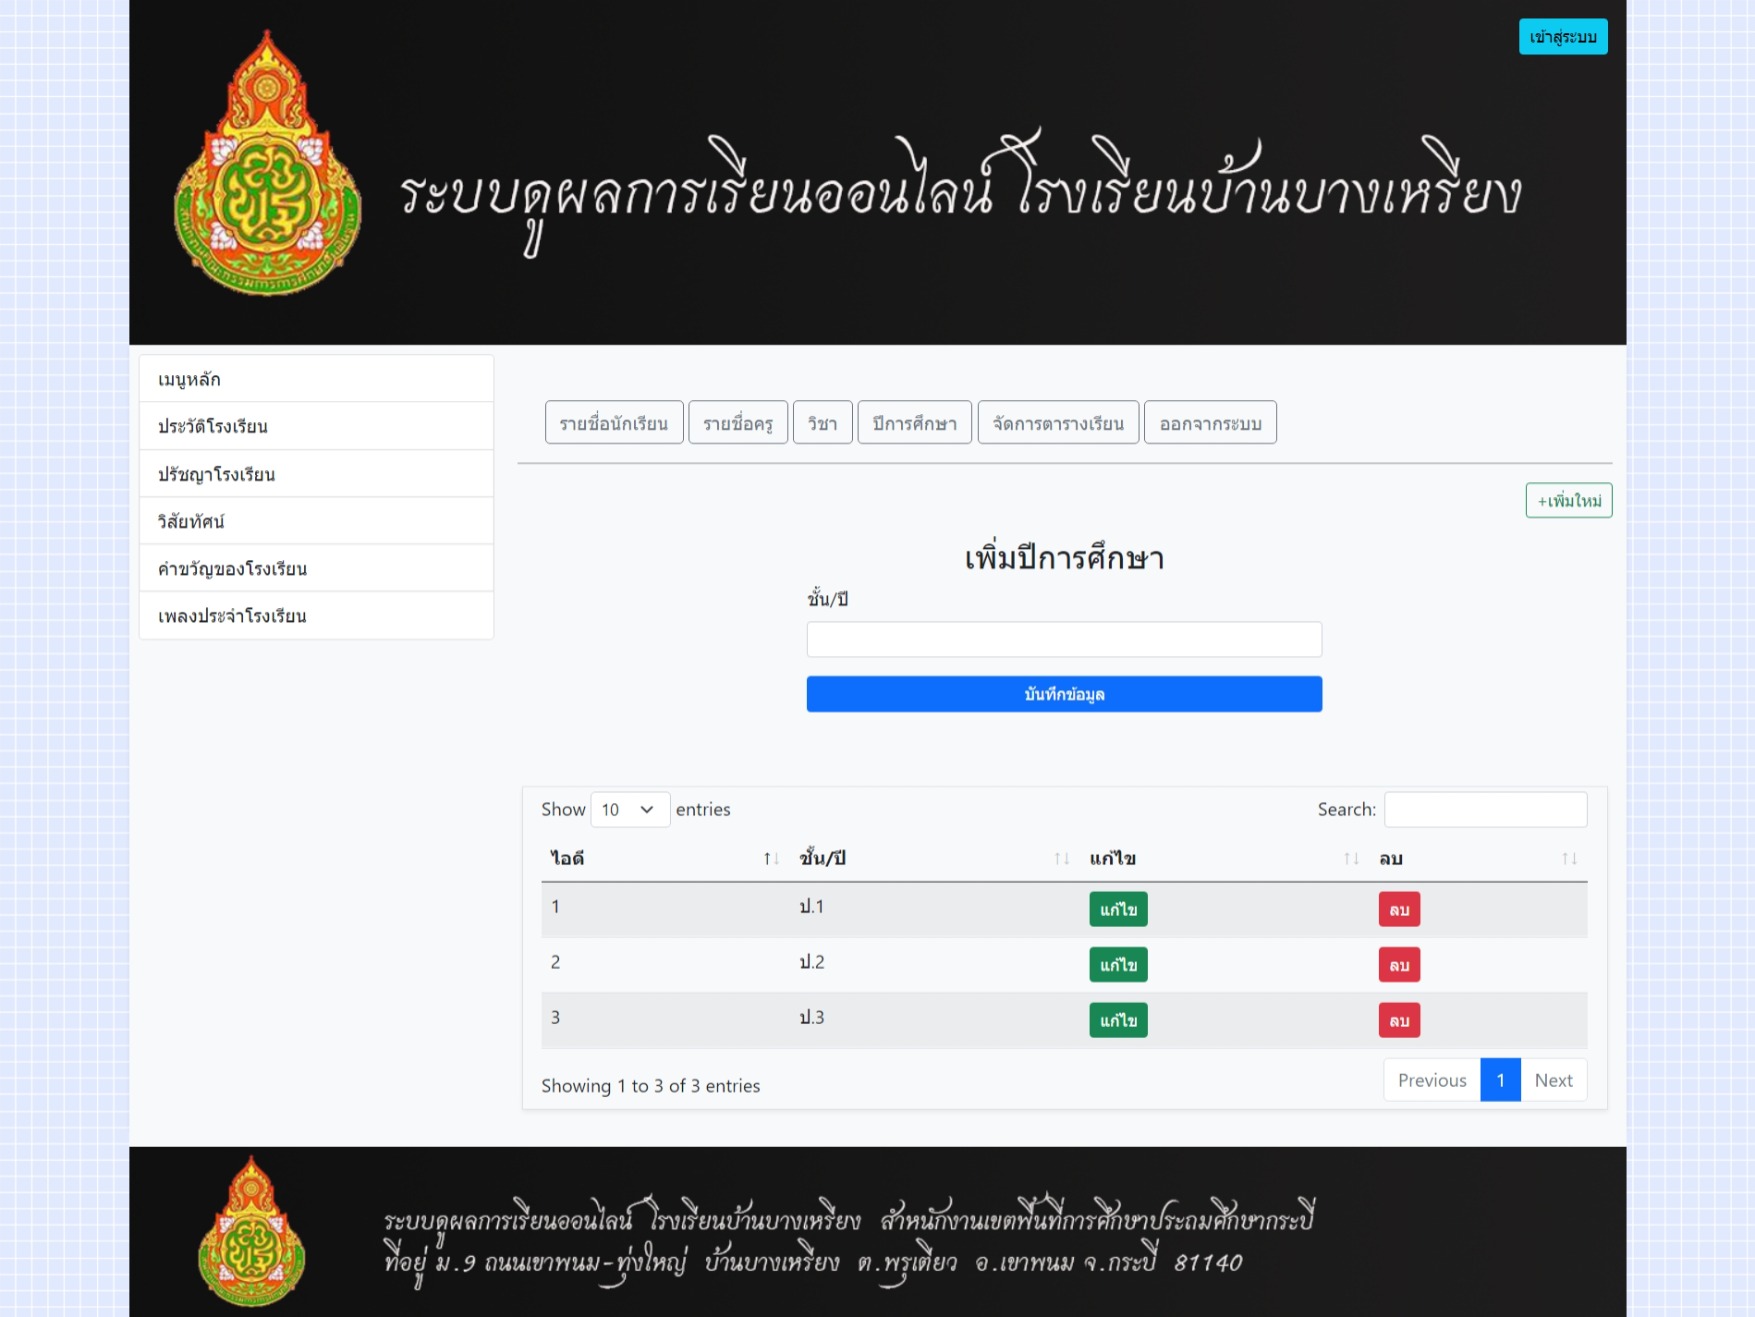 เข้าสู่ระบบ
ระบบดูผลการเรียนออนไลน์ โรงเรียนบ้านบางเหรียง
เมนูหลัก
ประวัติโรงเรียน
ปรัชญาโรงเรียน
วิสัยทัศน์
คำขวัญของโรงเรียน
เพลงประจำโรงเรียน
รายชื่อนักเรียน รายชื่อครู วิชา ปีการศึกษา จัดการตารางเรียน ออกจากระบบ
+เพิ่มใหม่
เพิ่มปีการศึกษา
ชั้น/ปี
บันทึกข้อมูล
Show 10 entries Search:
ไอดี ชั้น/ปี แก้ไข ลบ
1 ป.1 แก้ไข ลบ
2 ป.2 แก้ไข ลบ
3 ป.3 แก้ไข ลบ
Showing 1 to 3 of 3 entries Previous 1 Next
ระบบดูผลการเรียนออนไลน์ โรงเรียนบ้านบางเหรียง สำหนักงานเขตพื้นที่การศึกษาประถมศึกษากระบี่
ที่อยู่ ม.9 ถนนเขาพนม-ทุ่งใหญ่ บ้านบางเหรียง ต.พรุเตียว อ.เขาพนม จ.กระบี่ 81140